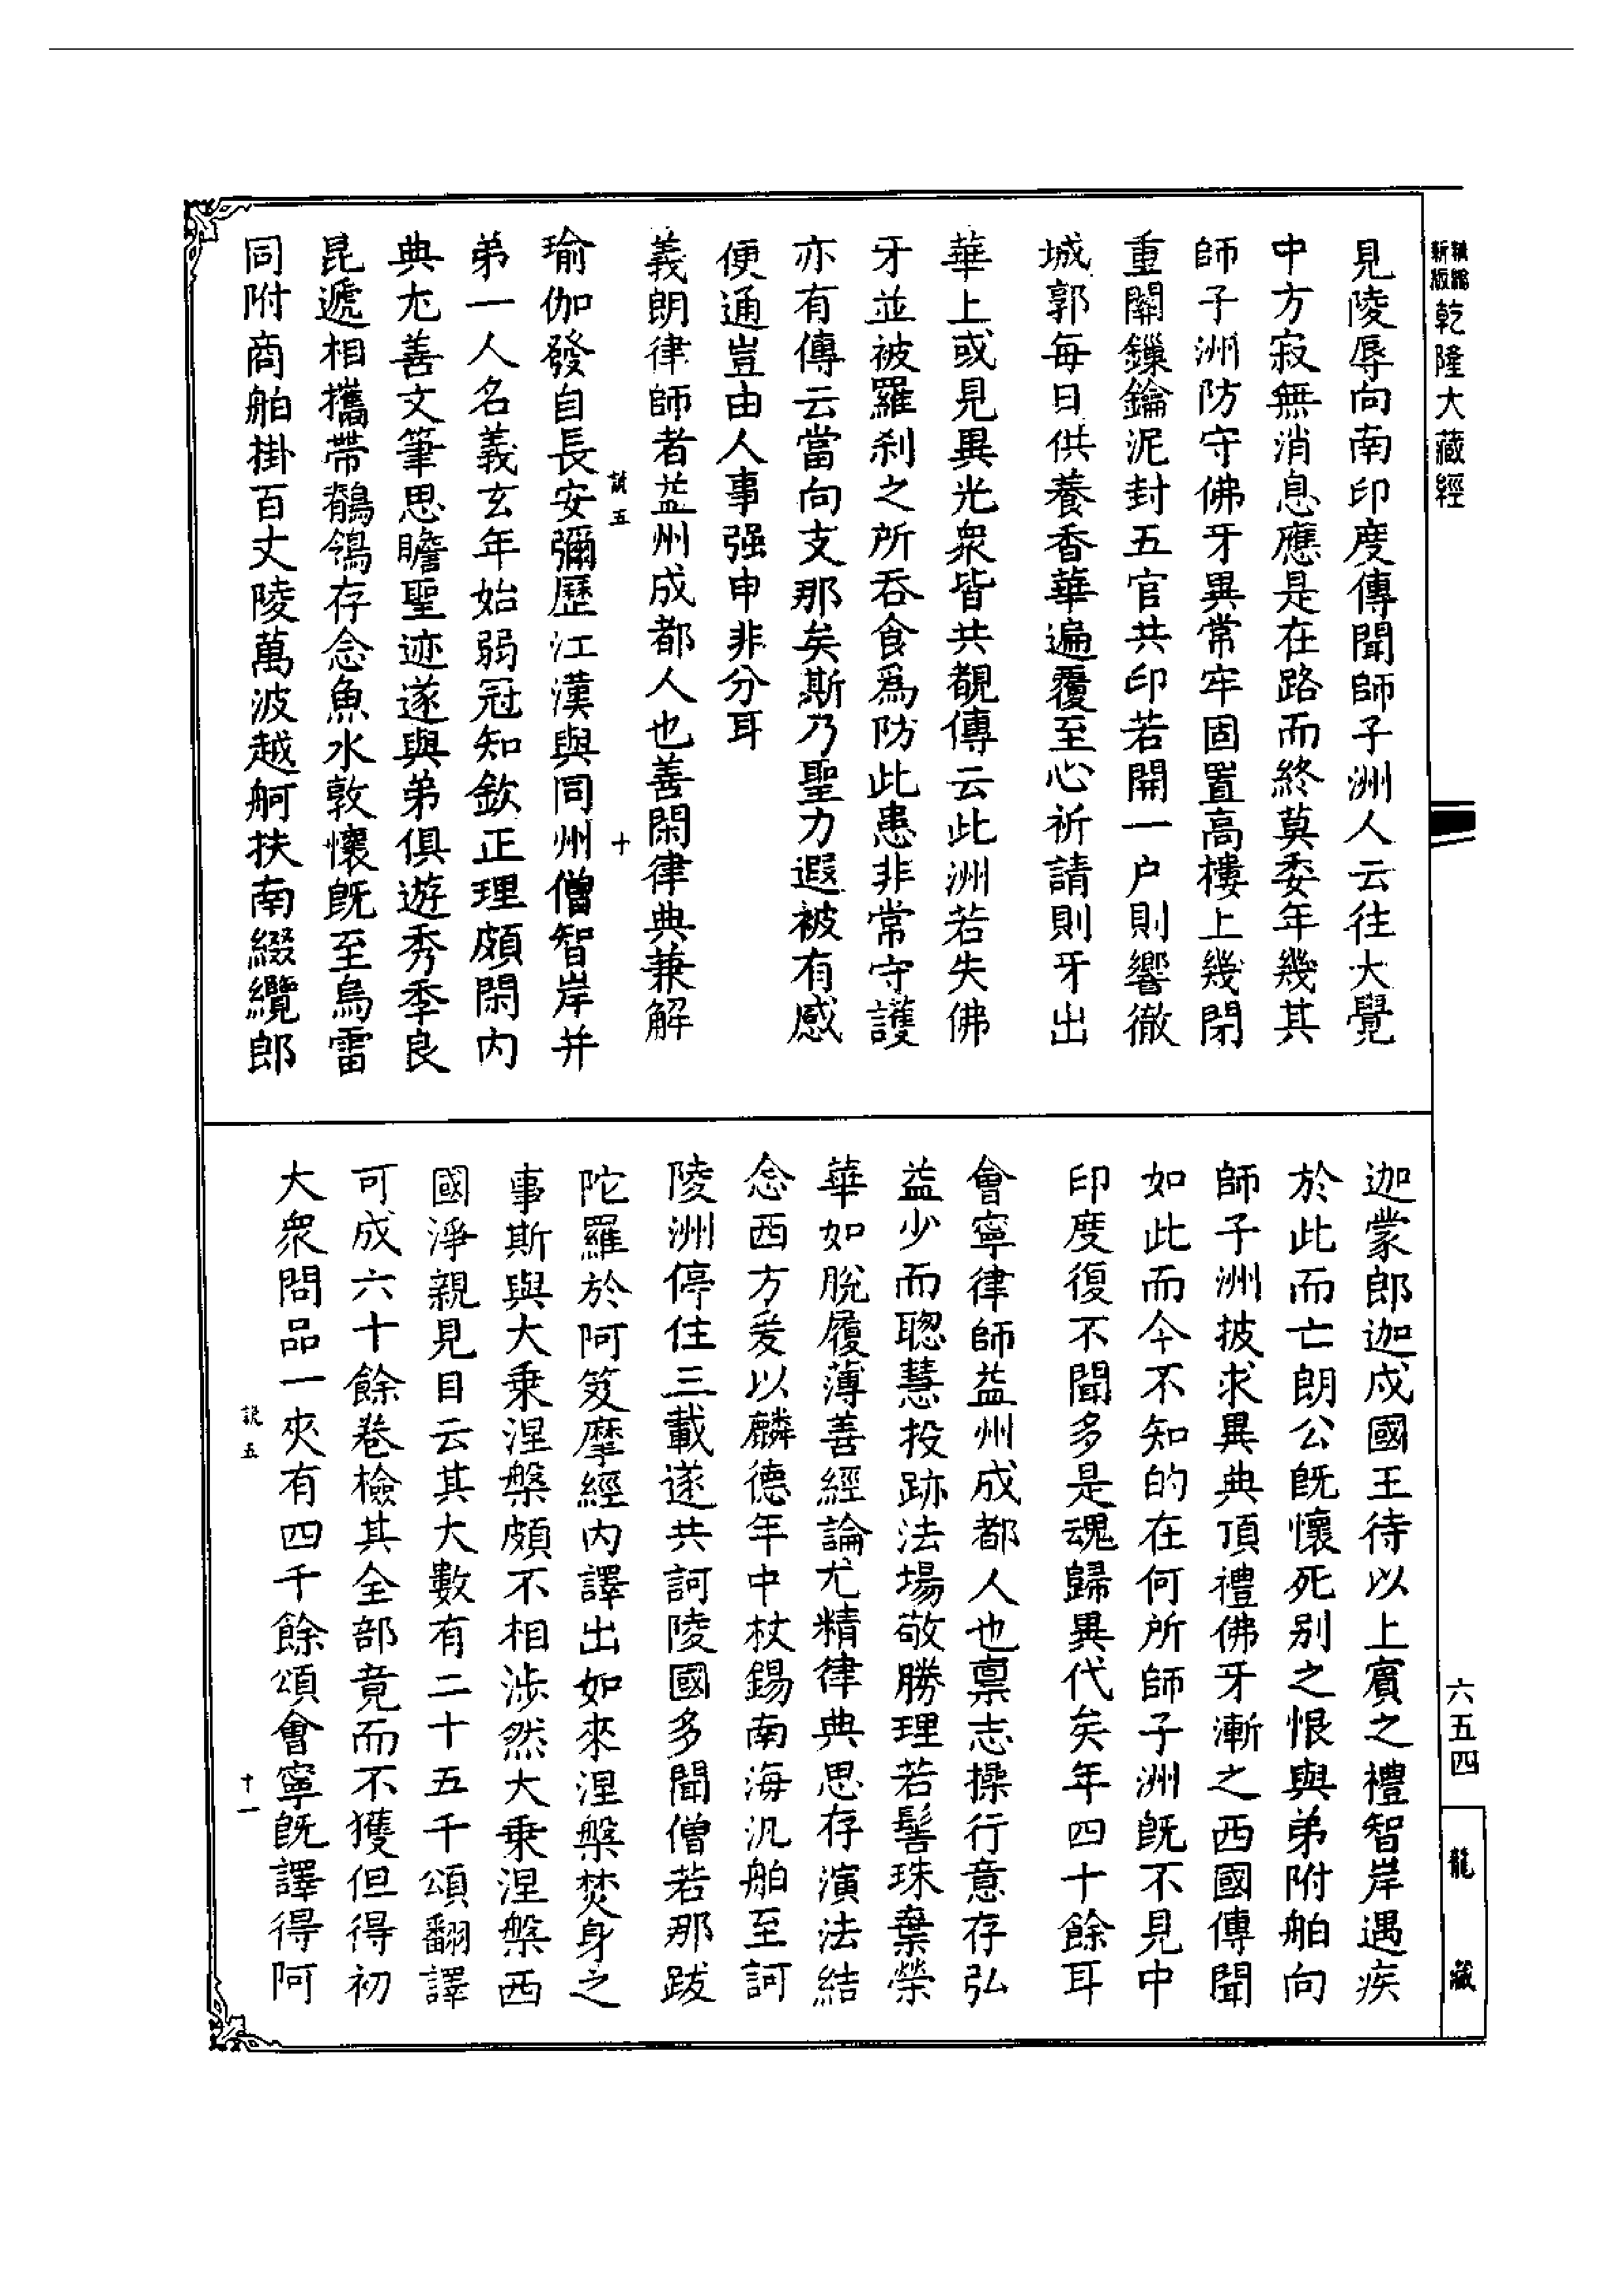 精縮新版乾隆大藏經
見陵辱向南印度傳聞師子洲人云往大覺
中方寂無消息應是在路而終莫委年幾其
師子洲防守佛牙異常牢固置高樓上幾閉
重關鏁鑰泥封五官共印若開一户則響徹
城郭每日供養香華遍覆至心祈請則牙出
華上或見異光衆皆共覩傳云此洲若失佛
牙並被羅刹之所吞食爲防此患非常守護
亦有傳云當向支那矣斯乃聖力遐被有感
便通豈由人事强申非分耳
義朗律師者益州成都人也善閑律典兼解
說五
十
瑜伽發自長安彌歷江漢與同州僧智岸并
弟一人名義玄年始弱冠知欽正理頗閑內
典尤善文筆思瞻聖迹遂與弟俱遊秀季良
昆遞相攜帶鶺鴒存念魚水敦懷旣至烏雷
同附商舶掛百丈陵萬波越舸扶南綴纜郎
迦蒙郎迦戍國王待以上賓之禮智岸遇疾
於此而亡朗公旣懷死别之恨與弟附舶向
師子洲披求異典頂禮佛牙漸之西國傳聞
如此而今不知的在何所師子洲旣不見中
印度復不聞多是魂歸異代矣年四十餘耳
會寧律師益州成都人也禀志操行意存弘
益少而聰慧投跡法場敬勝理若髻珠棄榮
華如脫履薄善經論尤精律典思存演法結
念西方爰以麟德年中杖錫南海汎舶至訶
陵洲停住三載遂共訶陵國多聞僧若那跋
陀羅於阿笈摩經內譯出如來涅槃焚身之
事斯與大乘涅槃頗不相涉然大乘涅槃西
國淨親見目云其大數有二十五千頌翻譯
可成六十餘卷檢其全部竟而不獲但得初
大衆問品一夾有四千餘頌會寧旣譯得阿
說五
十一
六五四
龍藏